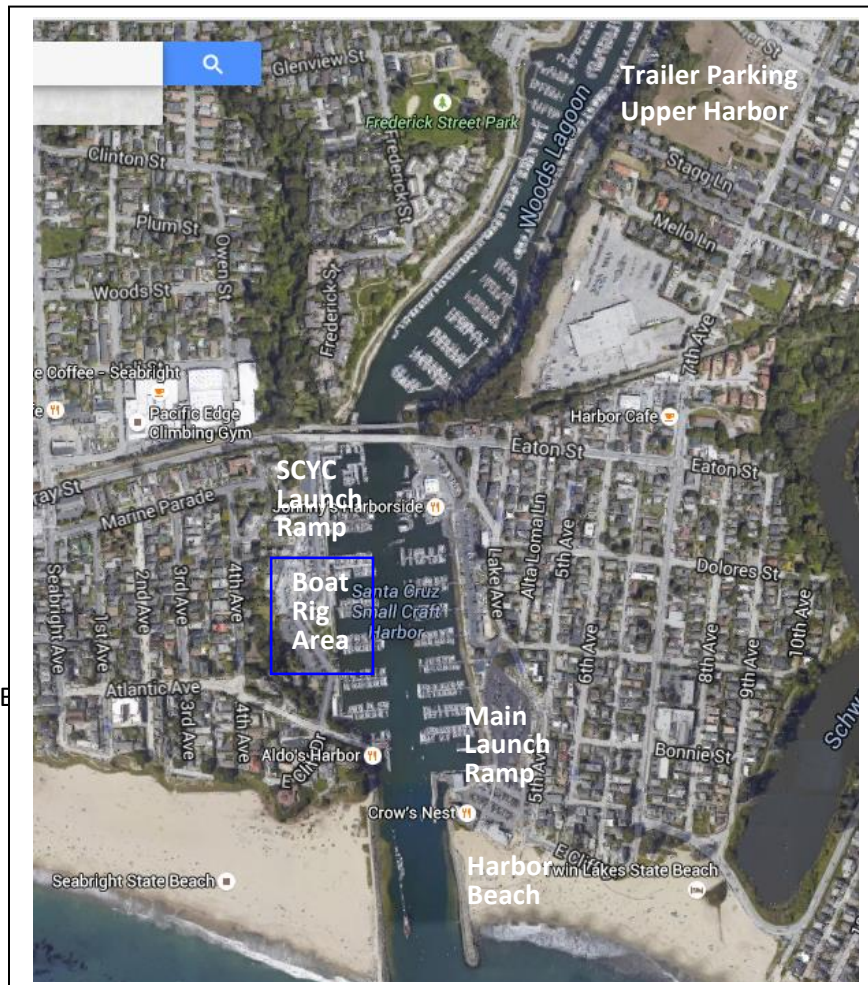 Glenview St
Trailer Parking
Upper Harbor
Frederick Street Park
Woods Lagoon
Clinton St
Frederick St
Stagg Ln
Plum St
Owen St
Mello Ln
Woods St
Frederick St
7th Ave
e Coffee - Seabright
Pacific Edge
Climbing Gym
Harbor Cafe
Eaton St
Eaton St
ray St
SCYC
Launch
Ramp
Johnny's Harborside
Marine Parade
Seabright Ave
1st Ave
2nd Ave
3rd Ave
4th Ave
Boat
Rig
Area
Santa Cruz
Small Craft
Harbor
Lake Ave
Alta Loma Ln
5th Ave
6th Ave
Dolores St
8th Ave
9th Ave
10th Ave
E
Atlantic Ave
3rd Ave
4th Ave
E Cliff Dr
Aldo's Harbor
Main
Launch
Ramp
5th Ave
Bonnie St
Schw
Crow's Nest
E Cliff
Harbor
Beach
Twin Lakes State Beach
Seabright State Beach